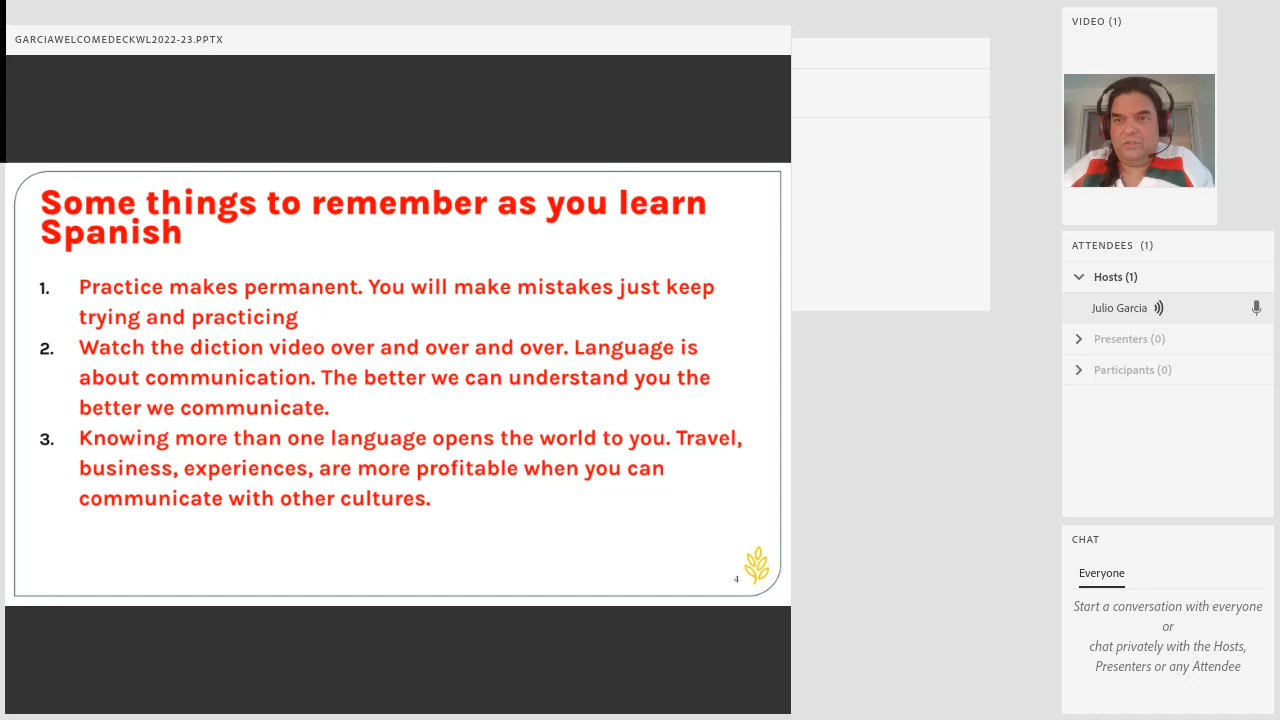 GARCIAWELCOMEDECKWL2022-23.PPTX
Some things to remember as you learn
Spanish
1. Practice makes permanent. You will make mistakes just keep
trying and practicing
2. Watch the diction video over and over and over. Language is
about communication. The better we can understand you the
better we communicate.
3. Knowing more than one language opens the world to you. Travel,
business, experiences, are more profitable when you can
communicate with other cultures.
4
VIDEO (1)
ATTENDEES (1)
Hosts (1)
Julio Garcia
Presenters (0)
Participants (0)
CHAT
Everyone
Start a conversation with everyone
or
chat privately with the Hosts,
Presenters or any Attendee